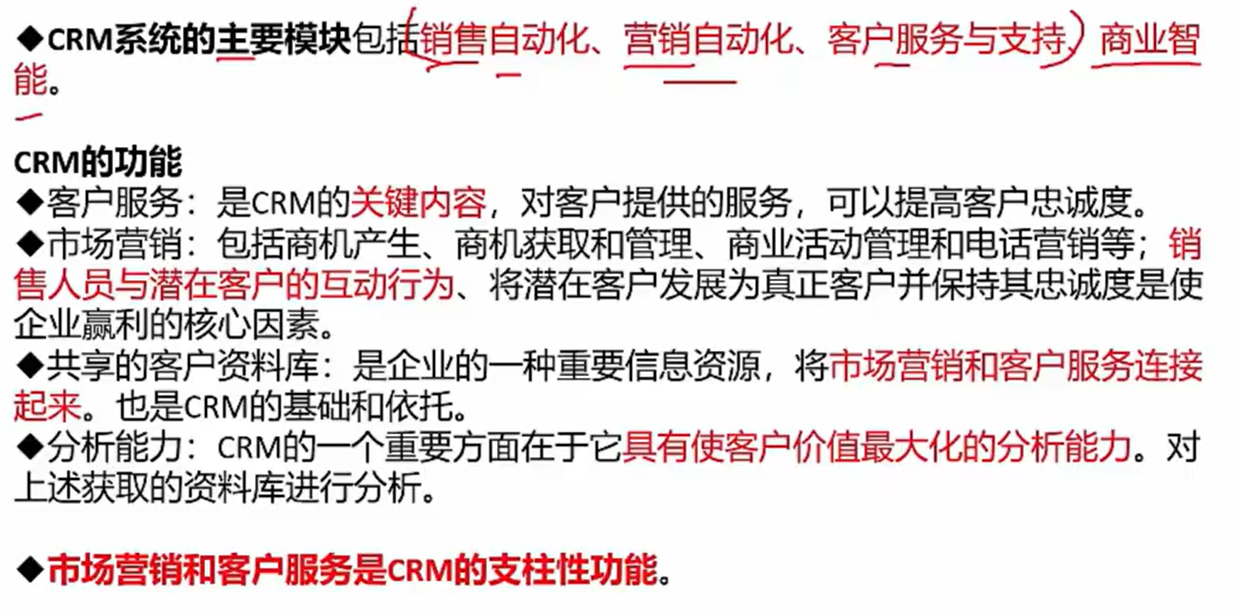 ◆CRM系统的主要模块包括销售自动化、营销自动化、客户服务与支持、商业智
能。
CRM的功能
◆客户服务：是CRM的关键内容，对客户提供的服务，可以提高客户忠诚度。
◆市场营销：包括商机产生、商机获取和管理、商业活动管理和电话营销等；销
售人员与潜在客户的互动行为、将潜在客户发展为真正客户并保持其忠诚度是使
企业赢利的核心因素。
◆共享的客户资料库：是企业的一种重要信息资源，将市场营销和客户服务连接
起来。也是CRM的基础和依托。
◆分析能力：CRM的一个重要方面在于它具有使客户价值最大化的分析能力。对
上述获取的资料库进行分析。
◆市场营销和客户服务是CRM的支柱性功能。